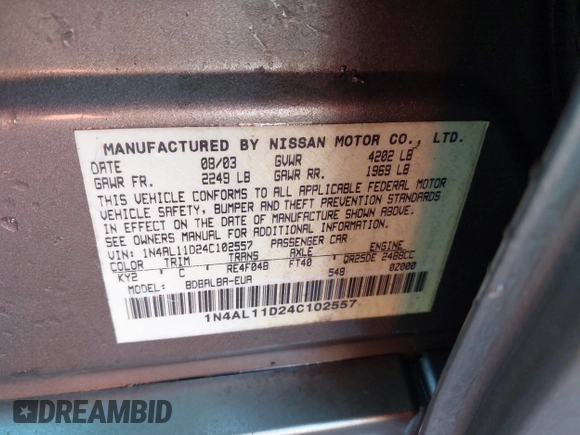 MANUFACTURED BY NISSAN MOTOR CO., LTD.
DATE 08/03 GVWR 4202 LB
GAWR FR. 2249 LB GAWR RR. 1969 LB
THIS VEHICLE CONFORMS TO ALL APPLICABLE FEDERAL MOTOR
VEHICLE SAFETY, BUMPER AND THEFT PREVENTION STANDARDS
IN EFFECT ON THE DATE OF MANUFACTURE SHOWN ABOVE.
SEE OWNERS MANUAL FOR ADDITIONAL INFORMATION.
VIN: 1N4AL11D24C102557 PASSENGER CAR
COLOR TRIM TRANS AXLE ENGINE
KY2 C RE4F04B FT40 QR25DE 2488CC
MODEL: BDBALBA-EUA 548 0Z000
1N4AL11D24C102557
DREAMBID